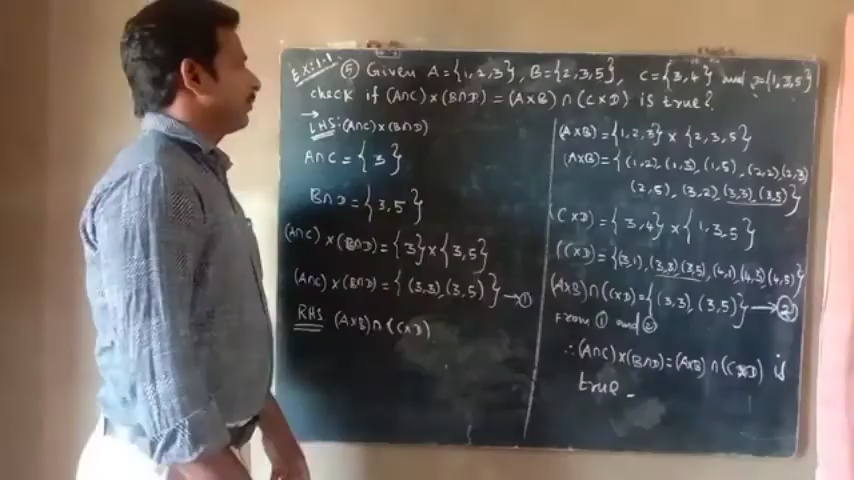 Ex:1.1 ⑤ Given A={1,2,3}, B={2,3,5}, C={3,4} and D={1,3,5}
check if (A∩C)×(B∩D) = (A×B)∩(C×D) is true?
→ LHS: (A∩C)×(B∩D)
A∩C = {3}
B∩D = {3,5}
(A∩C)×(B∩D) = {3}×{3,5}
(A∩C)×(B∩D) = {(3,3),(3,5)} → ①
RHS (A×B)∩(C×D)
(A×B) = {1,2,3} × {2,3,5}
(A×B) = {(1,2),(1,3),(1,5),(2,2),(2,3)
(2,5),(3,2),(3,3),(3,5)}
(C×D) = {3,4} × {1,3,5}
(C×D) = {(3,1),(3,3),(3,5),(4,1),(4,3),(4,5)}
(A×B)∩(C×D) = {(3,3),(3,5)} → ②
From ① and ②
∴ (A∩C)×(B∩D) = (A×B)∩(C×D) is
true.